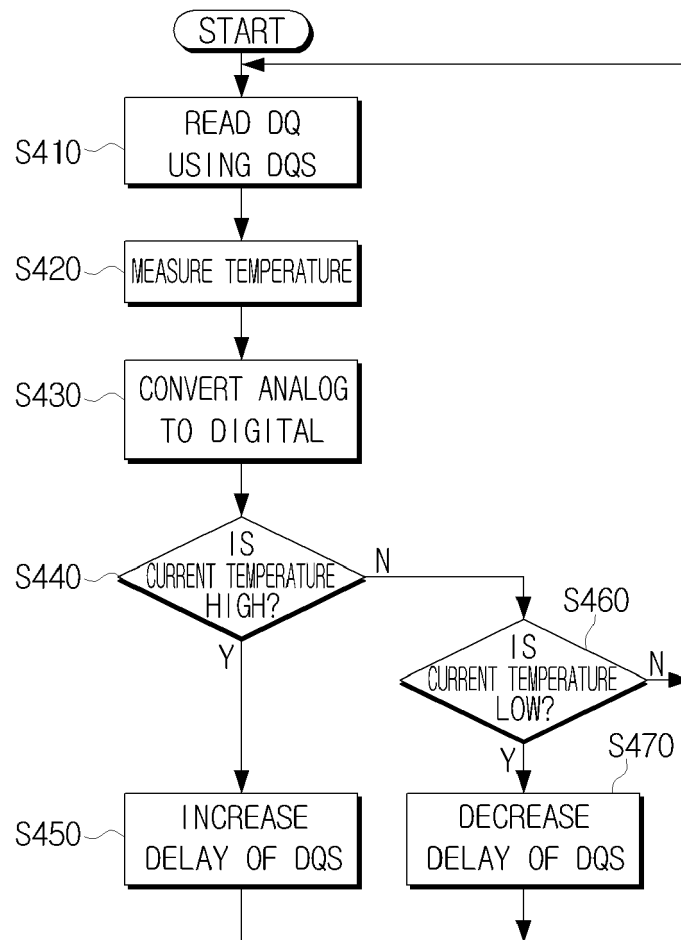 START
S410
READ DQ
USING DQS
S420
MEASURE TEMPERATURE
S430
CONVERT ANALOG
TO DIGITAL
S440
IS
CURRENT TEMPERATURE
HIGH?
N
Y
S460
IS
CURRENT TEMPERATURE
LOW?
N
Y
S450
INCREASE
DELAY OF DQS
S470
DECREASE
DELAY OF DQS